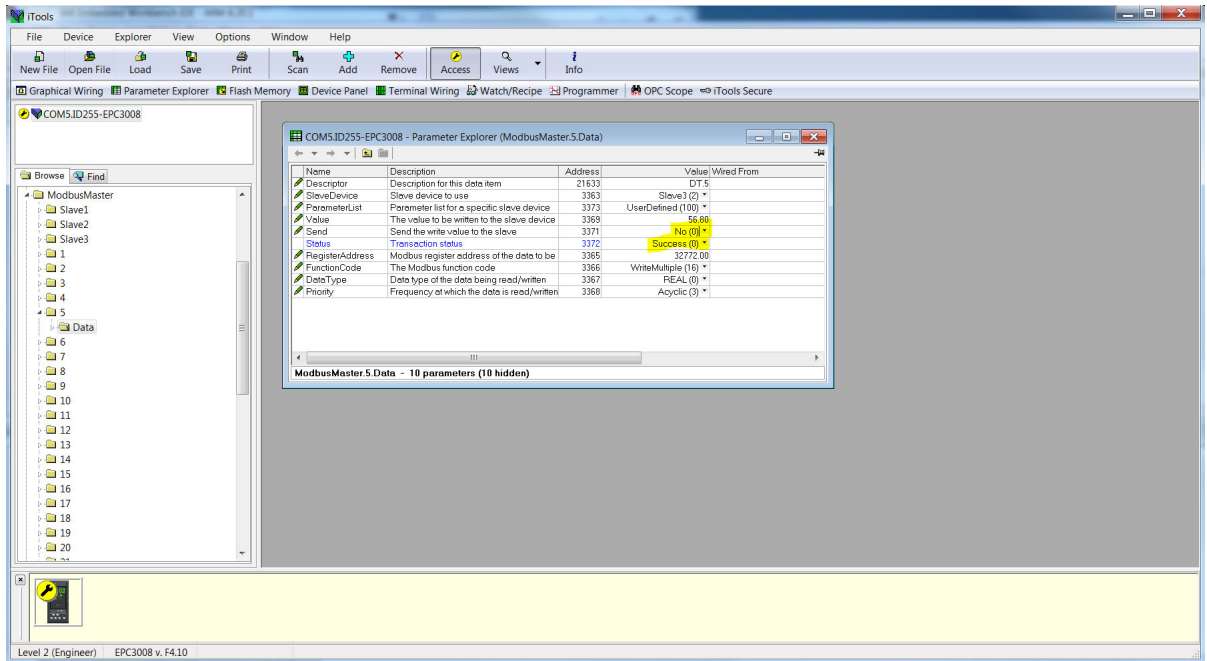 iTools
File Device Explorer View Options Window Help
New File Open File Load Save Print Scan Add Remove Access Views Info
Graphical Wiring Parameter Explorer Flash Memory Device Panel Terminal Wiring Watch/Recipe Programmer OPC Scope iTools Secure
COM5.ID255-EPC3008
Browse Find
ModbusMaster
Slave1
Slave2
Slave3
1
2
3
4
5
Data
6
7
8
9
10
11
12
13
14
15
16
17
18
19
20
COM5.ID255-EPC3008 - Parameter Explorer (ModbusMaster.5.Data)
Name Description Address Value Wired From
Descriptor Description for this data item 21633 DT.5
SlaveDevice Slave device to use 3363 Slave3 (2)
ParameterList Parameter list for a specific slave device 3373 UserDefined (100)
Value The value to be written to the slave device 3369 56.80
Send Send the write value to the slave 3371 No (0)
Status Transaction status 3372 Success (0)
RegisterAddress Modbus register address of the data to be 3365 32772.00
FunctionCode The Modbus function code 3366 WriteMultiple (16)
DataType Data type of the data being read/written 3367 REAL (0)
Priority Frequency at which the data is read/written 3368 Acyclic (3)
ModbusMaster.5.Data - 10 parameters (10 hidden)
Level 2 (Engineer) EPC3008 v. F4.10